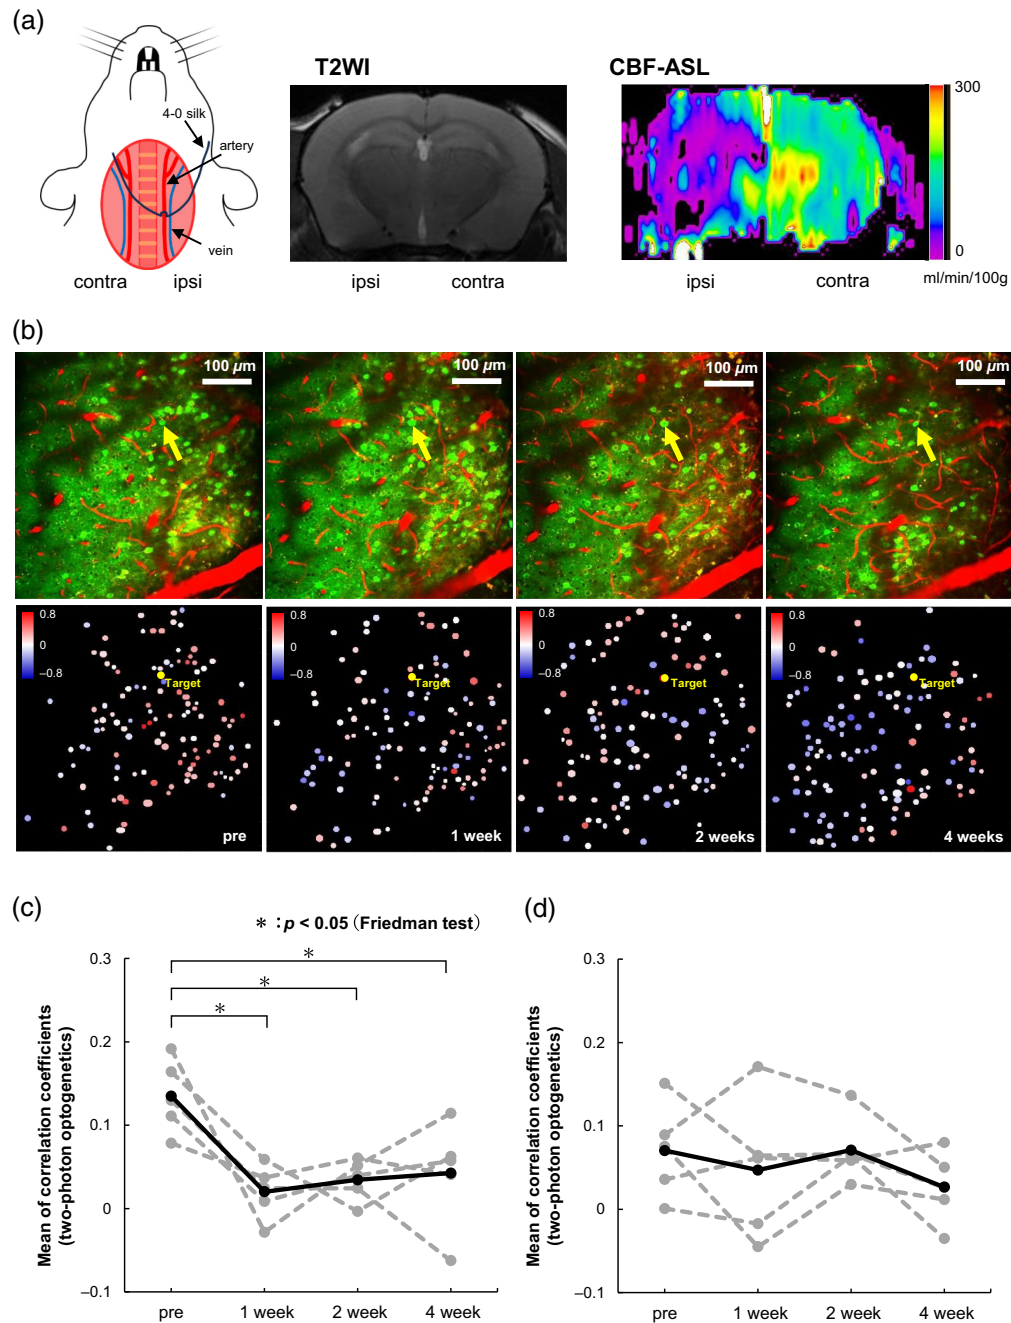 (a)
T2WI
CBF-ASL
4-0 silk
artery
vein
contra
ipsi
ipsi
contra
ipsi
contra
300
0
ml/min/100g
(b)
100 µm
100 µm
100 µm
100 µm
0.8
0
–0.8
Target
pre
0.8
0
–0.8
Target
1 week
0.8
0
–0.8
Target
2 weeks
0.8
0
–0.8
Target
4 weeks
(c)
* : p < 0.05 (Friedman test)
*
*
*
Mean of correlation coefficients
(two-photon optogenetics)
0.3
0.2
0.1
0
–0.1
pre
1 week
2 week
4 week
(d)
Mean of correlation coefficients
(two-photon optogenetics)
0.3
0.2
0.1
0
–0.1
pre
1 week
2 week
4 week